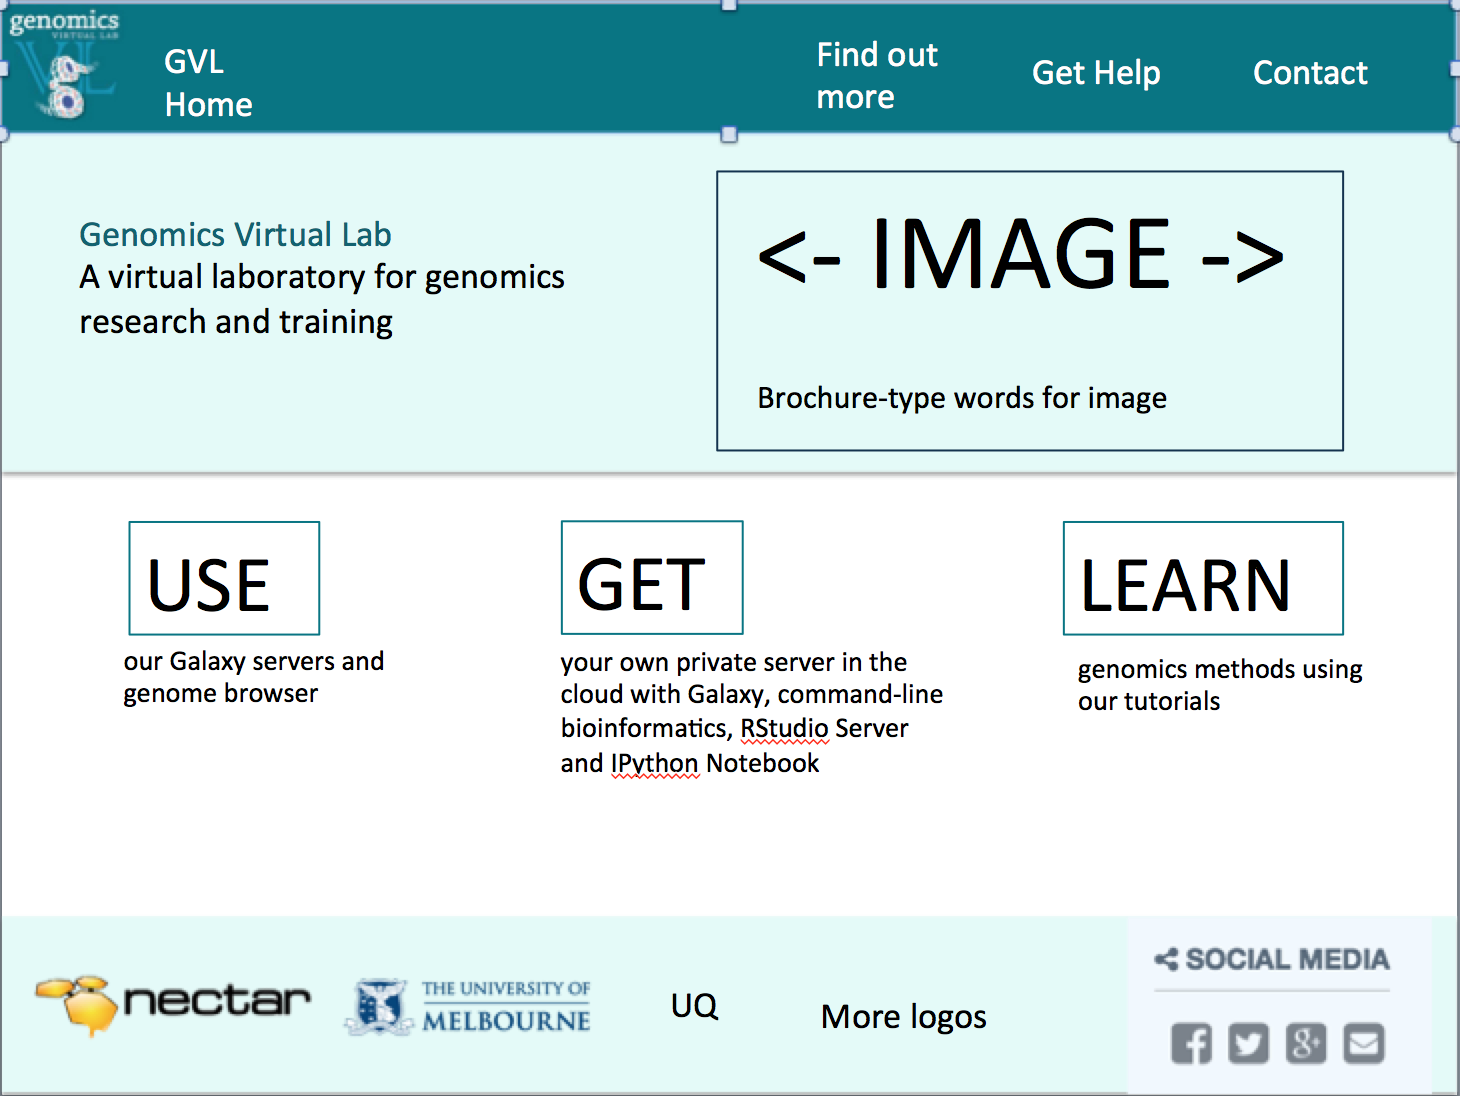 genomics
VIRTUAL LAB
VL
GVL
Home
Find out
more
Get Help
Contact
Genomics Virtual Lab
A virtual laboratory for genomics
research and training
<- IMAGE ->
Brochure-type words for image
USE
our Galaxy servers and
genome browser
GET
your own private server in the
cloud with Galaxy, command-line
bioinformatics, RStudio Server
and IPython Notebook
LEARN
genomics methods using
our tutorials
nectar
THE UNIVERSITY OF
MELBOURNE
UQ
More logos
SOCIAL MEDIA
f
g+